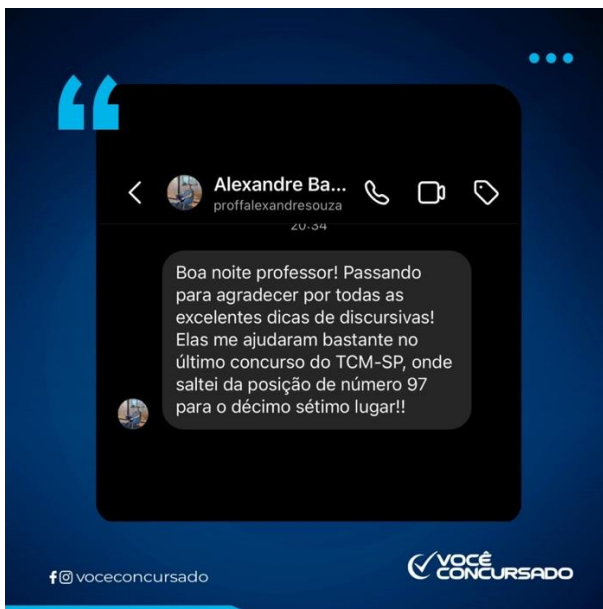 Alexandre Ba...
proffalexandresouza
20:34
Boa noite professor! Passando
para agradecer por todas as
excelentes dicas de discursivas!
Elas me ajudaram bastante no
último concurso do TCM-SP, onde
saltei da posição de número 97
para o décimo sétimo lugar!!
voceconcursado
VOCÊ
CONCURSADO